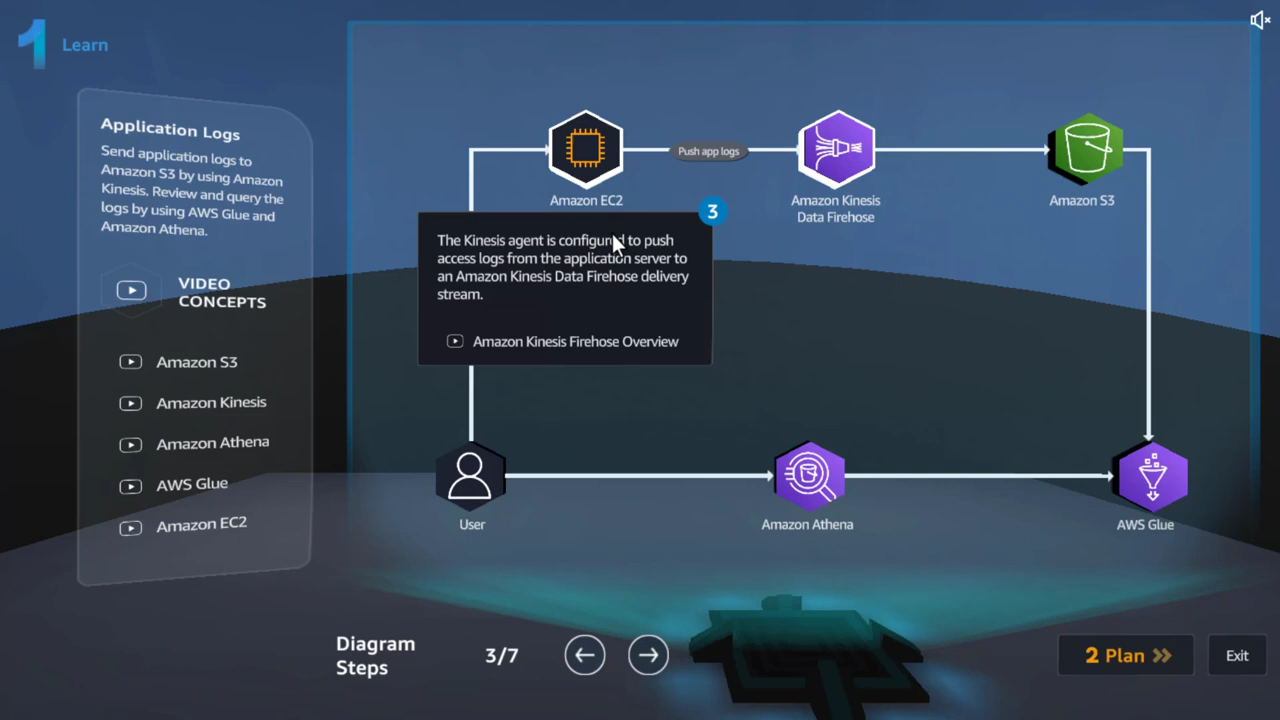 1 Learn
Application Logs
Send application logs to
Amazon S3 by using Amazon
Kinesis. Review and query the
logs by using AWS Glue and
Amazon Athena.
VIDEO
CONCEPTS
Amazon S3
Amazon Kinesis
Amazon Athena
AWS Glue
Amazon EC2
Push app logs
Amazon EC2
Amazon Kinesis
Data Firehose
Amazon S3
3
The Kinesis agent is configured to push
access logs from the application server to
an Amazon Kinesis Data Firehose delivery
stream.
Amazon Kinesis Firehose Overview
User
Amazon Athena
AWS Glue
Diagram
Steps
3/7
2 Plan
Exit